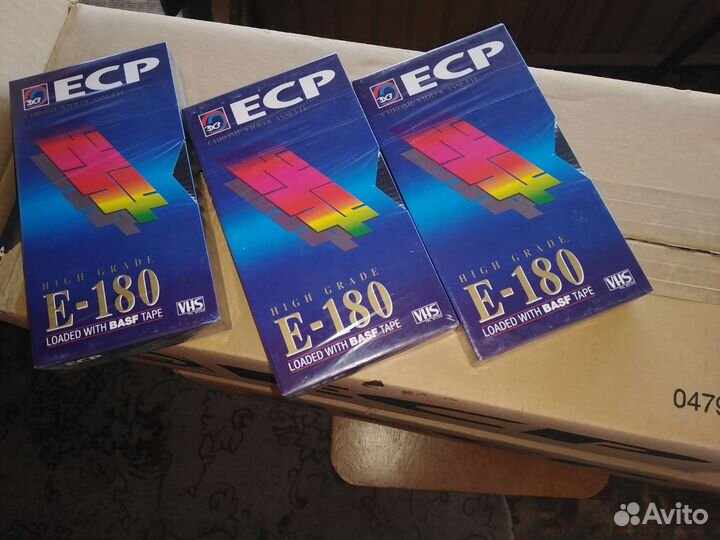 ECP
CHROME VIDEOCASSETTE
HIGH GRADE
E-180
VHS
LOADED WITH BASF TAPE
ECP
CHROME VIDEOCASSETTE
HIGH GRADE
E-180
VHS
LOADED WITH BASF TAPE
ECP
CHROME VIDEOCASSETTE
HIGH GRADE
E-180
VHS
LOADED WITH BASF TAPE
0479
Avito